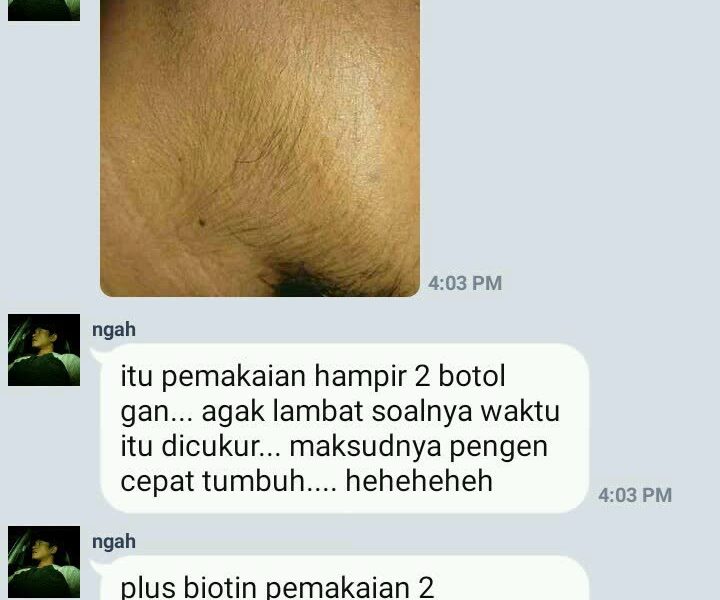 4:03 PM
ngah
itu pemakaian hampir 2 botol
gan... agak lambat soalnya waktu
itu dicukur... maksudnya pengen
cepat tumbuh.... heheheheh
4:03 PM
ngah
plus biotin pemakaian 2